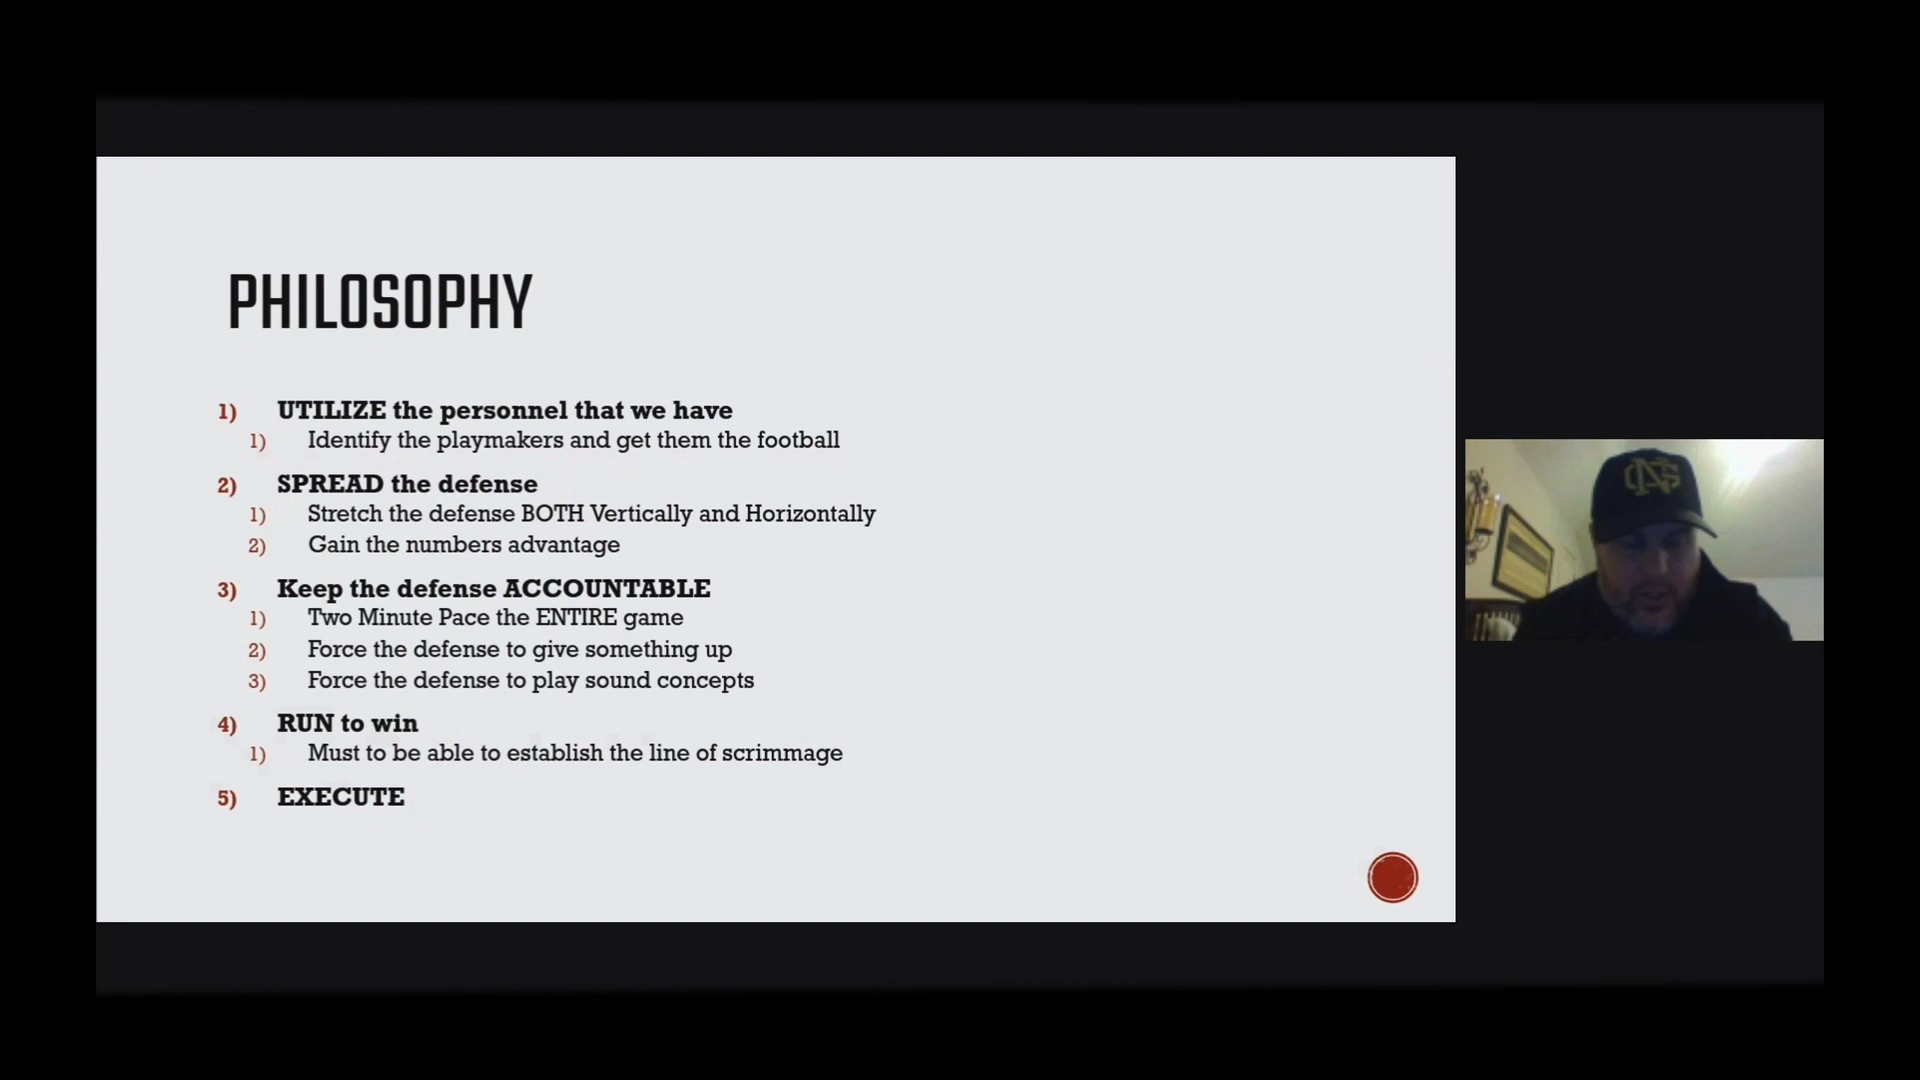 PHILOSOPHY
1) UTILIZE the personnel that we have
1) Identify the playmakers and get them the football
2) SPREAD the defense
1) Stretch the defense BOTH Vertically and Horizontally
2) Gain the numbers advantage
3) Keep the defense ACCOUNTABLE
1) Two Minute Pace the ENTIRE game
2) Force the defense to give something up
3) Force the defense to play sound concepts
4) RUN to win
1) Must to be able to establish the line of scrimmage
5) EXECUTE